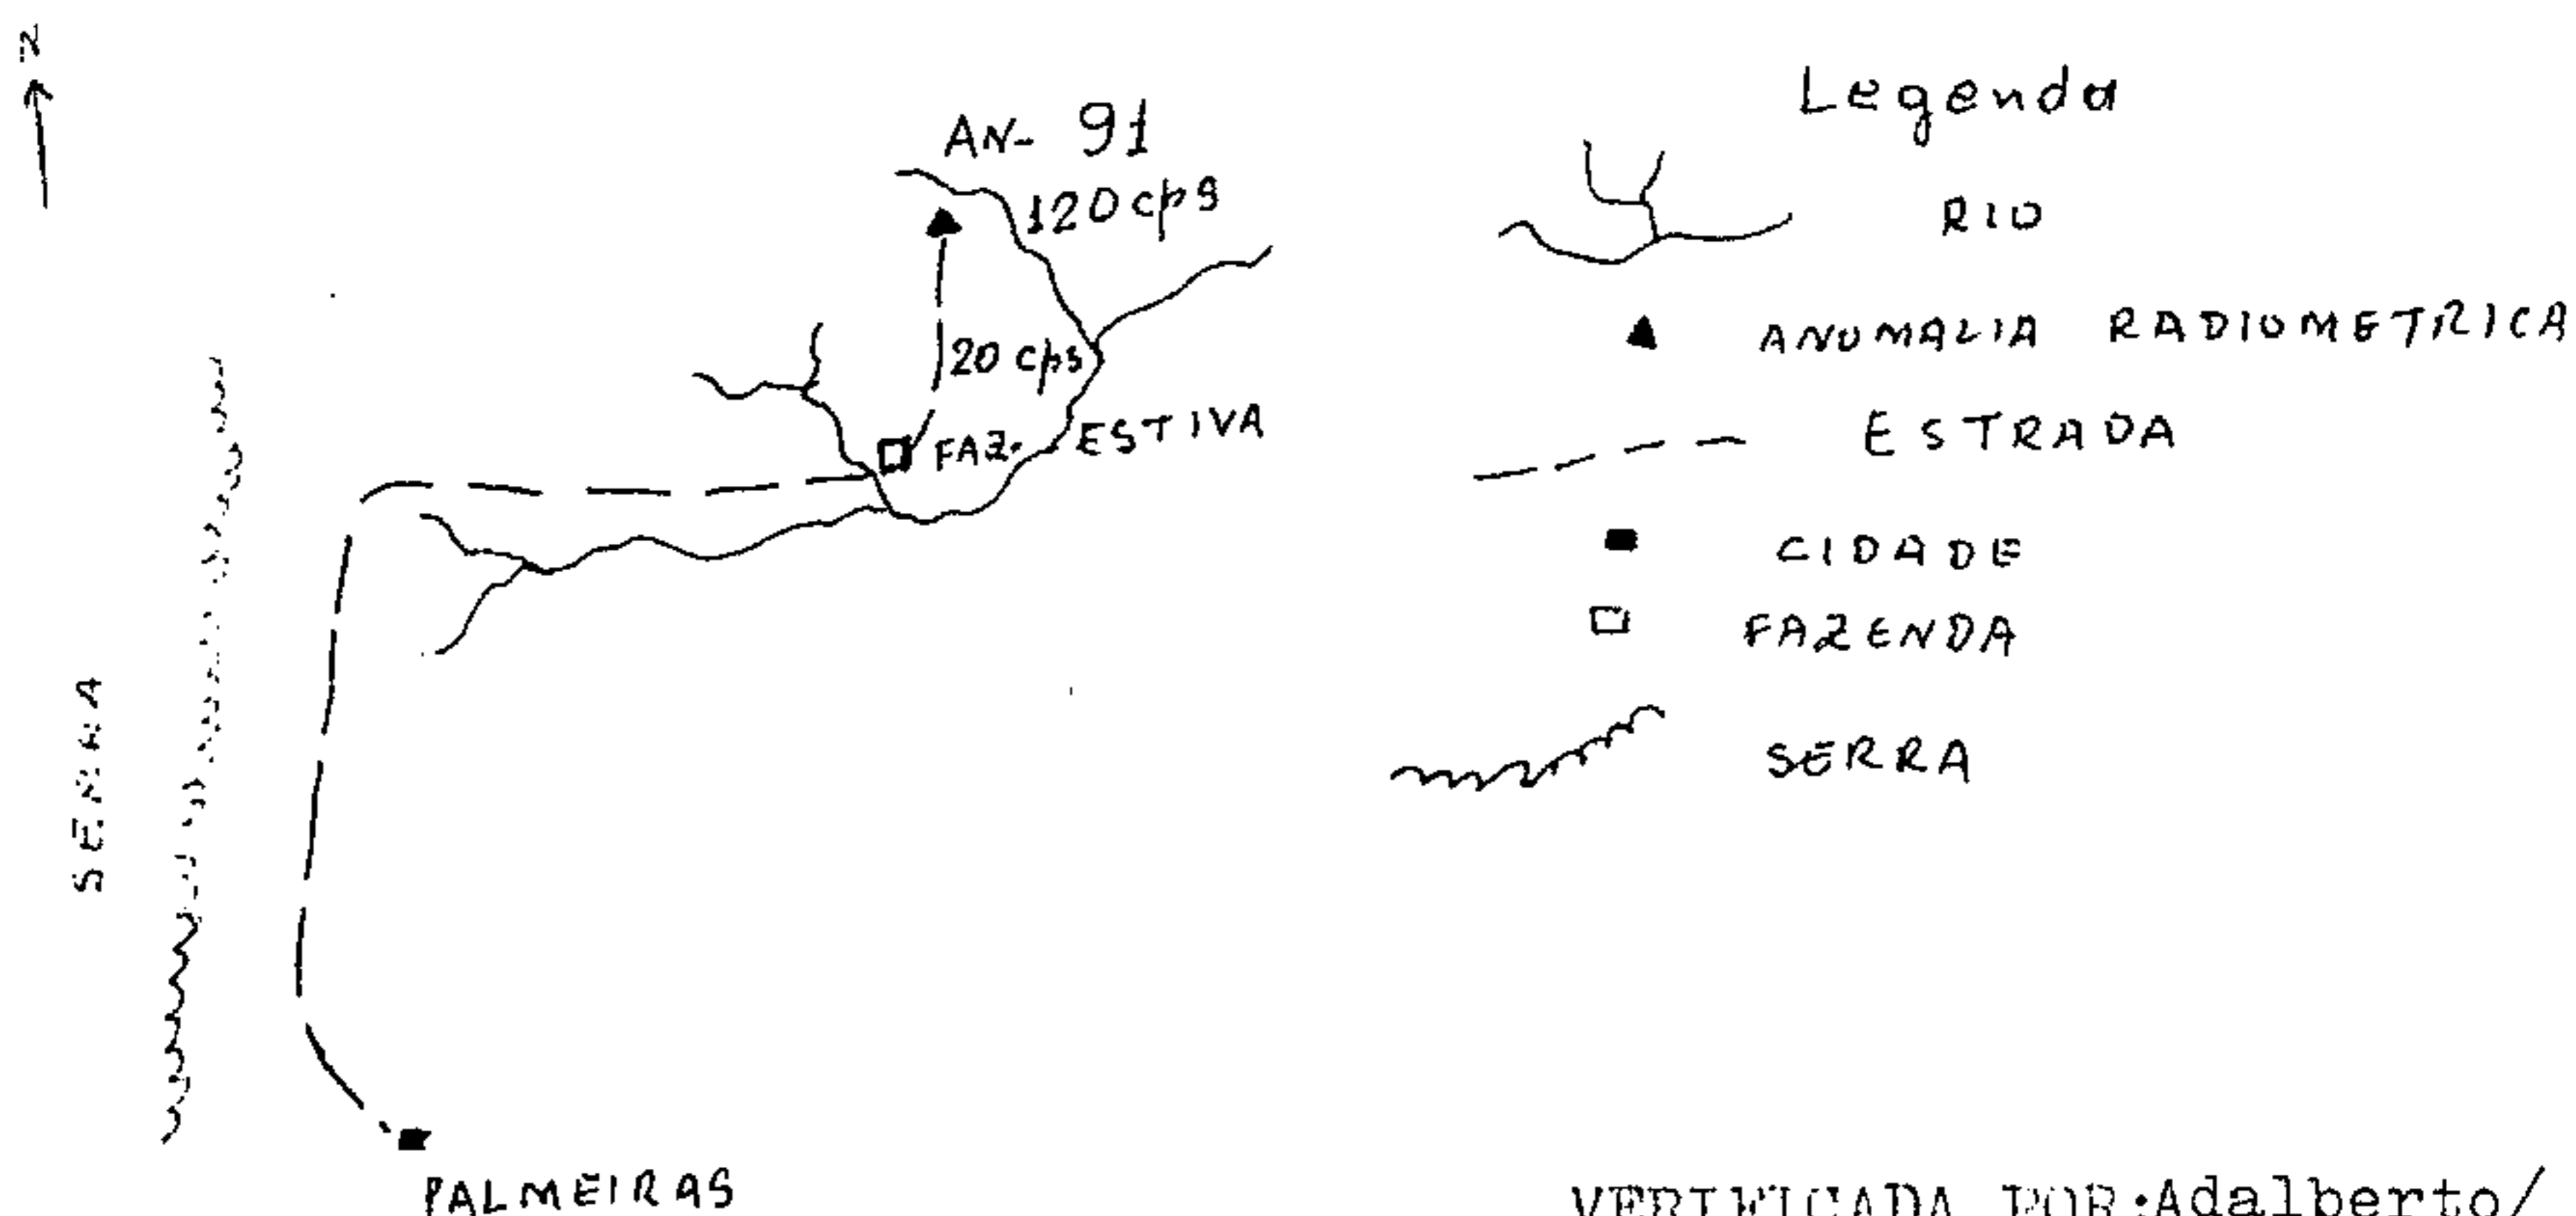 N
AN- 91
120 cps
20 cps
FAZ. ESTIVA
SERRA
PALMEIRAS
Legenda
RIO
ANOMALIA RADIOMETRICA
ESTRADA
CIDADE
FAZENDA
SERRA
VERIFICADA POR:Adalberto/